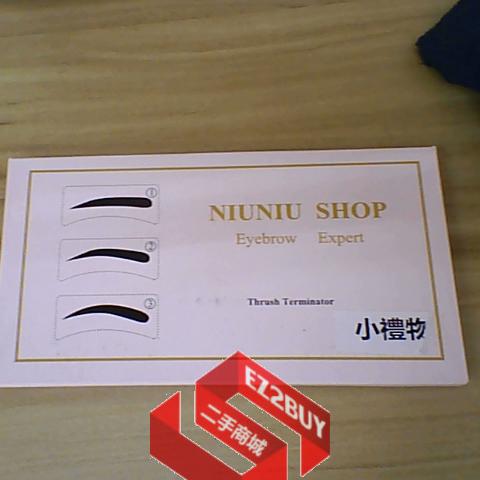 ①
②
③
NIUNIU SHOP
Eyebrow Expert
Thrush Terminator
小禮物
EZ2BUY
二手商城